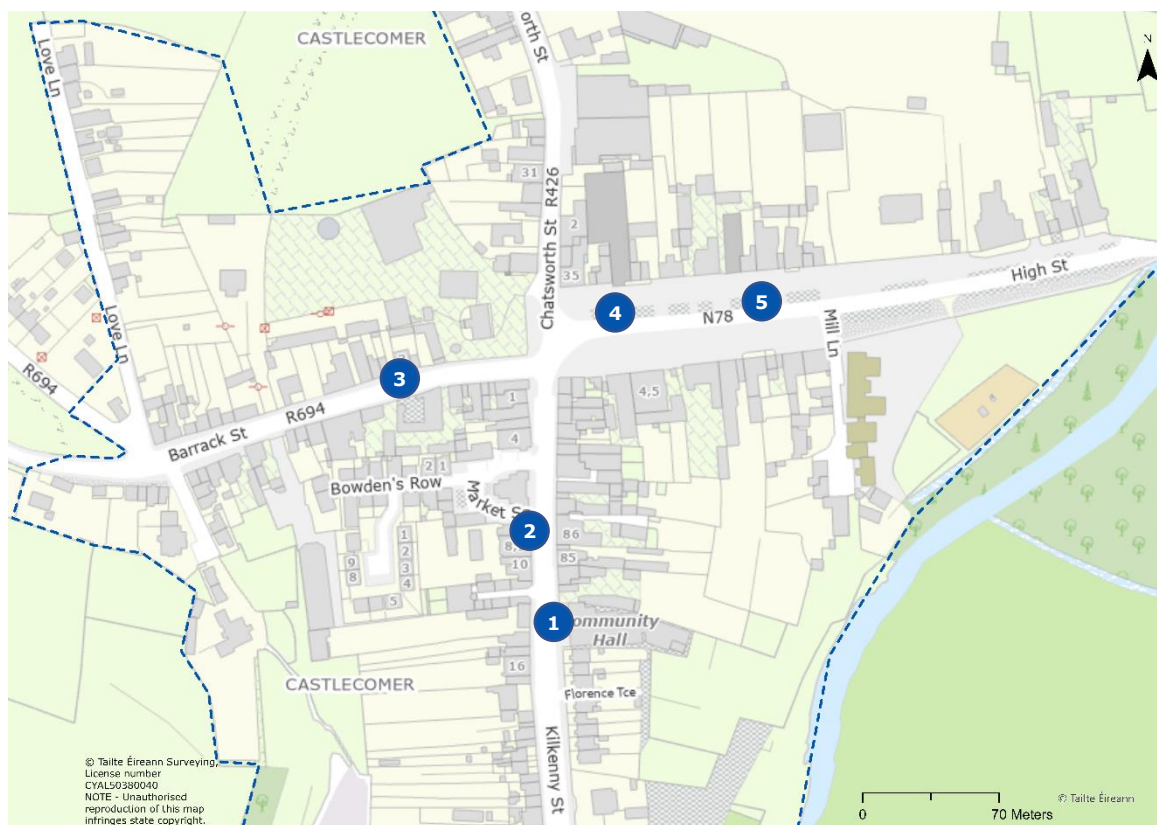 CASTLECOMER
orth St
N
Love Ln
31
Chatsworth St R426
2
35
High St
4
5
N78
Mill Ln
Love Ln
R694
3
R694
Barrack St
1
4,5
4
2 1
Bowden's Row
Market S
2
86
8,
85
10
1
2
3
4
9
8
5
1
Community
Hall
16
CASTLECOMER
Florence Tce
Kilkenny St
© Tailte Éireann Surveying,
License number
CYAL50380040
NOTE - Unauthorised
reproduction of this map
infringes state copyright.
© Tailte Éireann
0
70 Meters